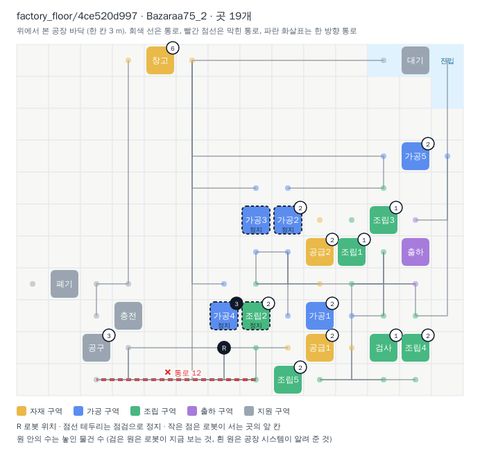 factory_floor/4ce520d997 · Bazaraa75_2 · 곳 19개
위에서 본 공장 바닥 (한 칸 3 m). 회색 선은 통로, 빨간 점선은 막힌 통로, 파란 화살표는 한 방향 통로
창고 6
대기
진입
가공5 2
가공3 정지
가공2 정지 2
조립3 1
공급2 2
조립1 1
출하
폐기
충전
가공4 정지 3
조립2 정지 2
가공1 2
공구 3
R
공급1 2
검사 1
조립4 2
✖ 통로 12
조립5 2
자재 구역
가공 구역
조립 구역
출하 구역
지원 구역
R 로봇 위치 · 점선 테두리는 점검으로 정지 · 작은 점은 로봇이 서는 곳의 앞 칸
원 안의 수는 놓인 물건 수 (검은 원은 로봇이 지금 보는 것, 흰 원은 공장 시스템이 알려 준 것)